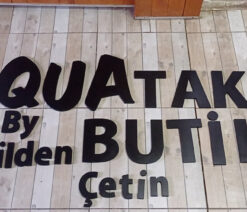 QUATAK
By BUTİ
ilden
Çetin